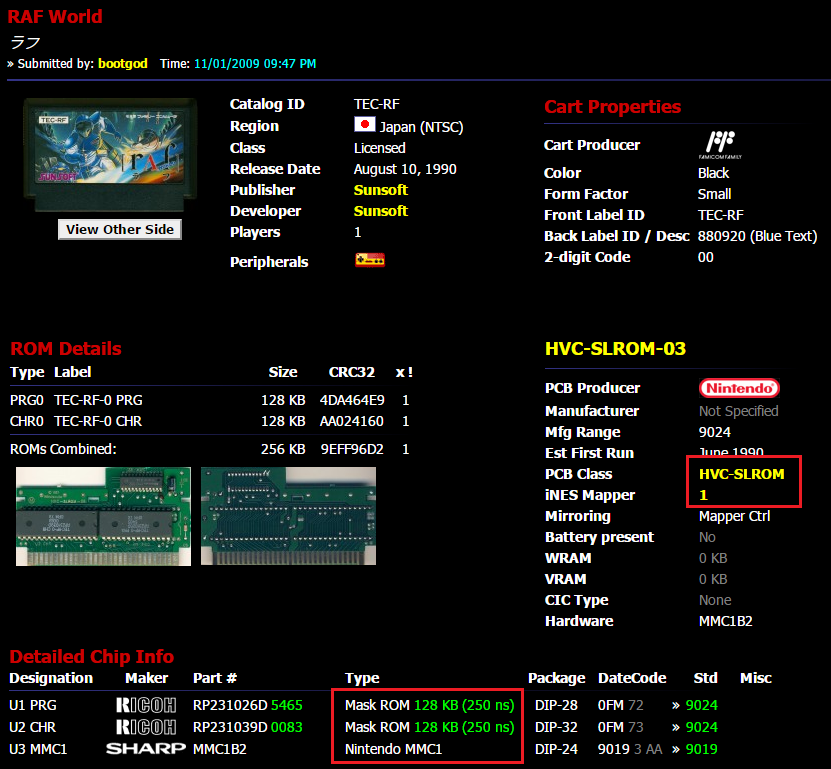 RAF World
ラフ
» Submitted by: bootgod Time: 11/01/2009 09:47 PM
TEC-RF
SUNSOFT
View Other Side
Catalog ID TEC-RF
Region Japan (NTSC)
Class Licensed
Release Date August 10, 1990
Publisher Sunsoft
Developer Sunsoft
Players 1
Peripherals
Cart Properties
Cart Producer FAMICOM FAMILY
Color Black
Form Factor Small
Front Label ID TEC-RF
Back Label ID / Desc 880920 (Blue Text)
2-digit Code 00
ROM Details
Type Label Size CRC32 x !
PRG0 TEC-RF-0 PRG 128 KB 4DA464E9 1
CHR0 TEC-RF-0 CHR 128 KB AA024160 1
ROMs Combined: 256 KB 9EFF96D2 1
HVC-SLROM-03
PCB Producer Nintendo
Manufacturer Not Specified
Mfg Range 9024
Est First Run June 1990
PCB Class HVC-SLROM
iNES Mapper 1
Mirroring Mapper Ctrl
Battery present No
WRAM 0 KB
VRAM 0 KB
CIC Type None
Hardware MMC1B2
Detailed Chip Info
Designation Maker Part # Type Package DateCode Std Misc
U1 PRG RICOH RP231026D 5465 Mask ROM 128 KB (250 ns) DIP-28 0FM 72 » 9024
U2 CHR RICOH RP231039D 0083 Mask ROM 128 KB (250 ns) DIP-32 0FM 73 » 9024
U3 MMC1 SHARP MMC1B2 Nintendo MMC1 DIP-24 9019 3 AA » 9019